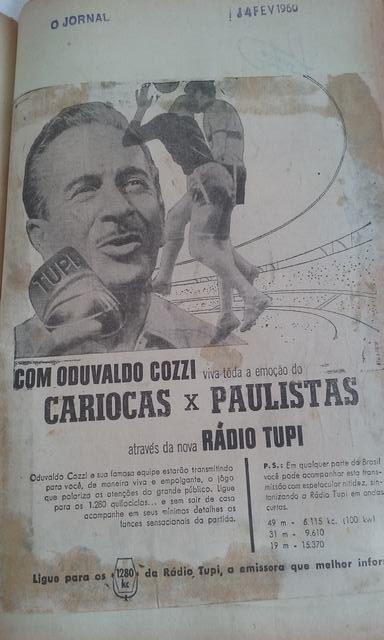 O JORNAL
14 FEV 1960
TUPI
COM ODUVALDO COZZI viva tôda a emoção do
CARIOCAS X PAULISTAS
através da nova RÁDIO TUPI
Oduvaldo Cozzi e sua famosa equipe estarão transmitindo
para você, de maneira viva e empolgante, o jôgo
que polariza as atenções do grande público. Ligue
para os 1.280 quilociclos... e sem sair de casa
acompanhe em seus mínimos detalhes os
lances sensacionais da partida.
P.S.: Em qualquer parte do Brasil
você pode acompanhar esta trans-
missão com espetacular nitidez, sin-
tonizando a Rádio Tupi em ondas
curtas.
49 m - 6.115 kc. (100 kw)
31 m - 9.610
19 m - 15.370
Ligue para os 1280 kc da Rádio Tupi, a emissora que melhor infor